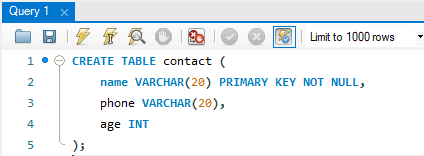 Query 1
Limit to 1000 rows
1 CREATE TABLE contact (
2 name VARCHAR(20) PRIMARY KEY NOT NULL,
3 phone VARCHAR(20),
4 age INT
5 );